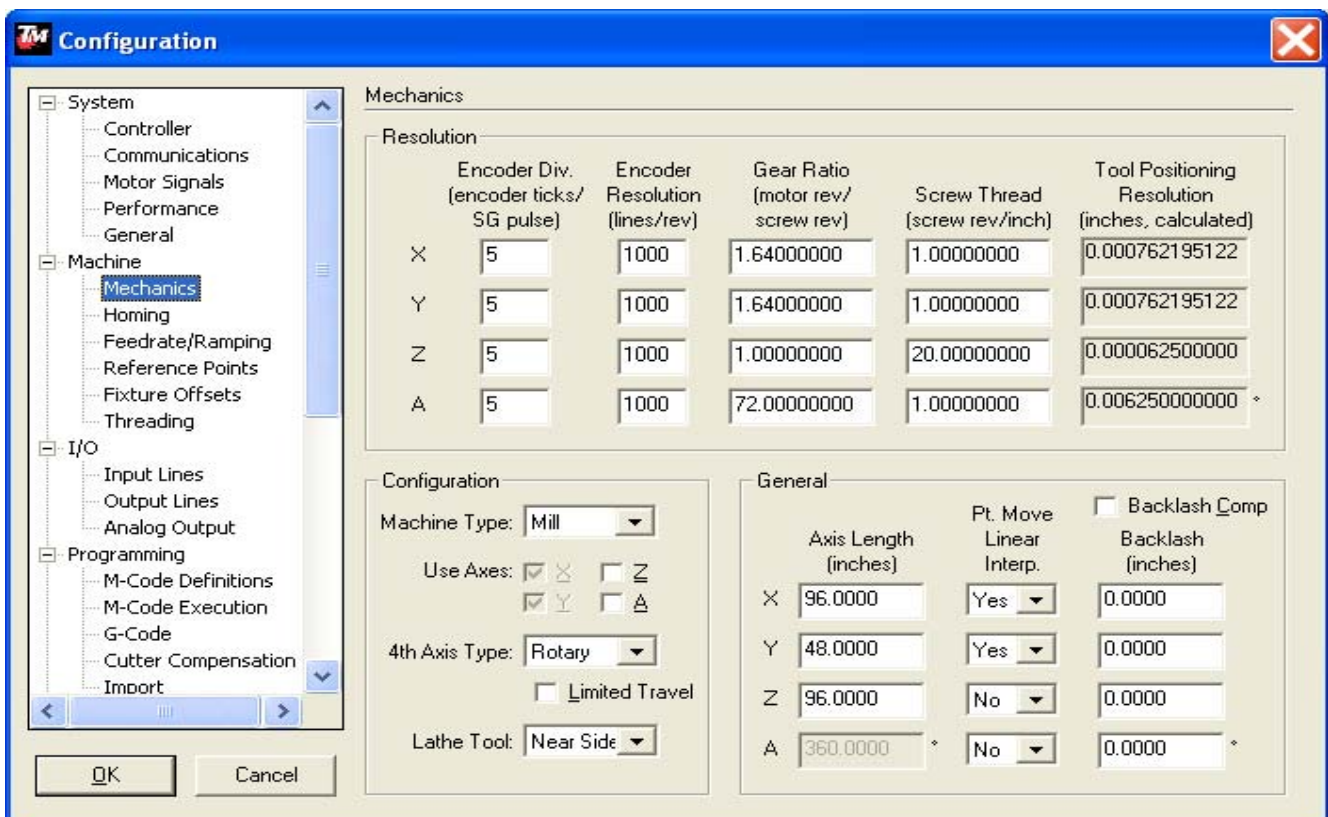 TM Configuration
System
Controller
Communications
Motor Signals
Performance
General
Machine
Mechanics
Homing
Feedrate/Ramping
Reference Points
Fixture Offsets
Threading
I/O
Input Lines
Output Lines
Analog Output
Programming
M-Code Definitions
M-Code Execution
G-Code
Cutter Compensation
Import
OK Cancel
Mechanics
Resolution
Encoder Div.
(encoder ticks/
SG pulse)
Encoder
Resolution
(lines/rev)
Gear Ratio
(motor rev/
screw rev)
Screw Thread
(screw rev/inch)
Tool Positioning
Resolution
(inches, calculated)
X 5 1000 1.64000000 1.00000000 0.000762195122
Y 5 1000 1.64000000 1.00000000 0.000762195122
Z 5 1000 1.00000000 20.00000000 0.000062500000
A 5 1000 72.00000000 1.00000000 0.006250000000 °
Configuration
Machine Type: Mill
Use Axes: X Z
Y A
4th Axis Type: Rotary
Limited Travel
Lathe Tool: Near Side
General
Backlash Comp
Axis Length
(inches)
Pt. Move
Linear
Interp.
Backlash
(inches)
X 96.0000 Yes 0.0000
Y 48.0000 Yes 0.0000
Z 96.0000 No 0.0000
A 360.0000 ° No 0.0000 °